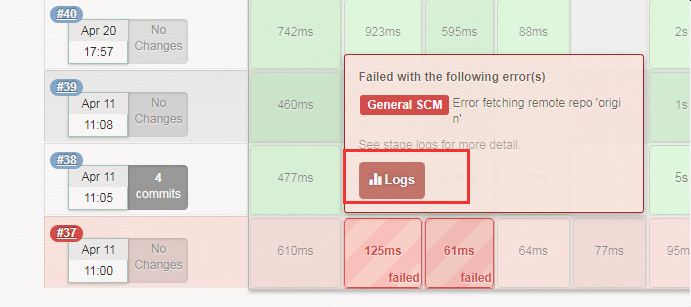 #40
Apr 20
17:57
No
Changes
742ms
923ms
595ms
88ms
2s
#39
Apr 11
11:08
No
Changes
460ms
1s
Failed with the following error(s)
General SCM
Error fetching remote repo 'origi
n'
See stage logs for more detail.
Logs
#38
Apr 11
11:05
4
commits
477ms
5s
#37
Apr 11
11:00
No
Changes
610ms
125ms
failed
61ms
failed
64ms
77ms
95m